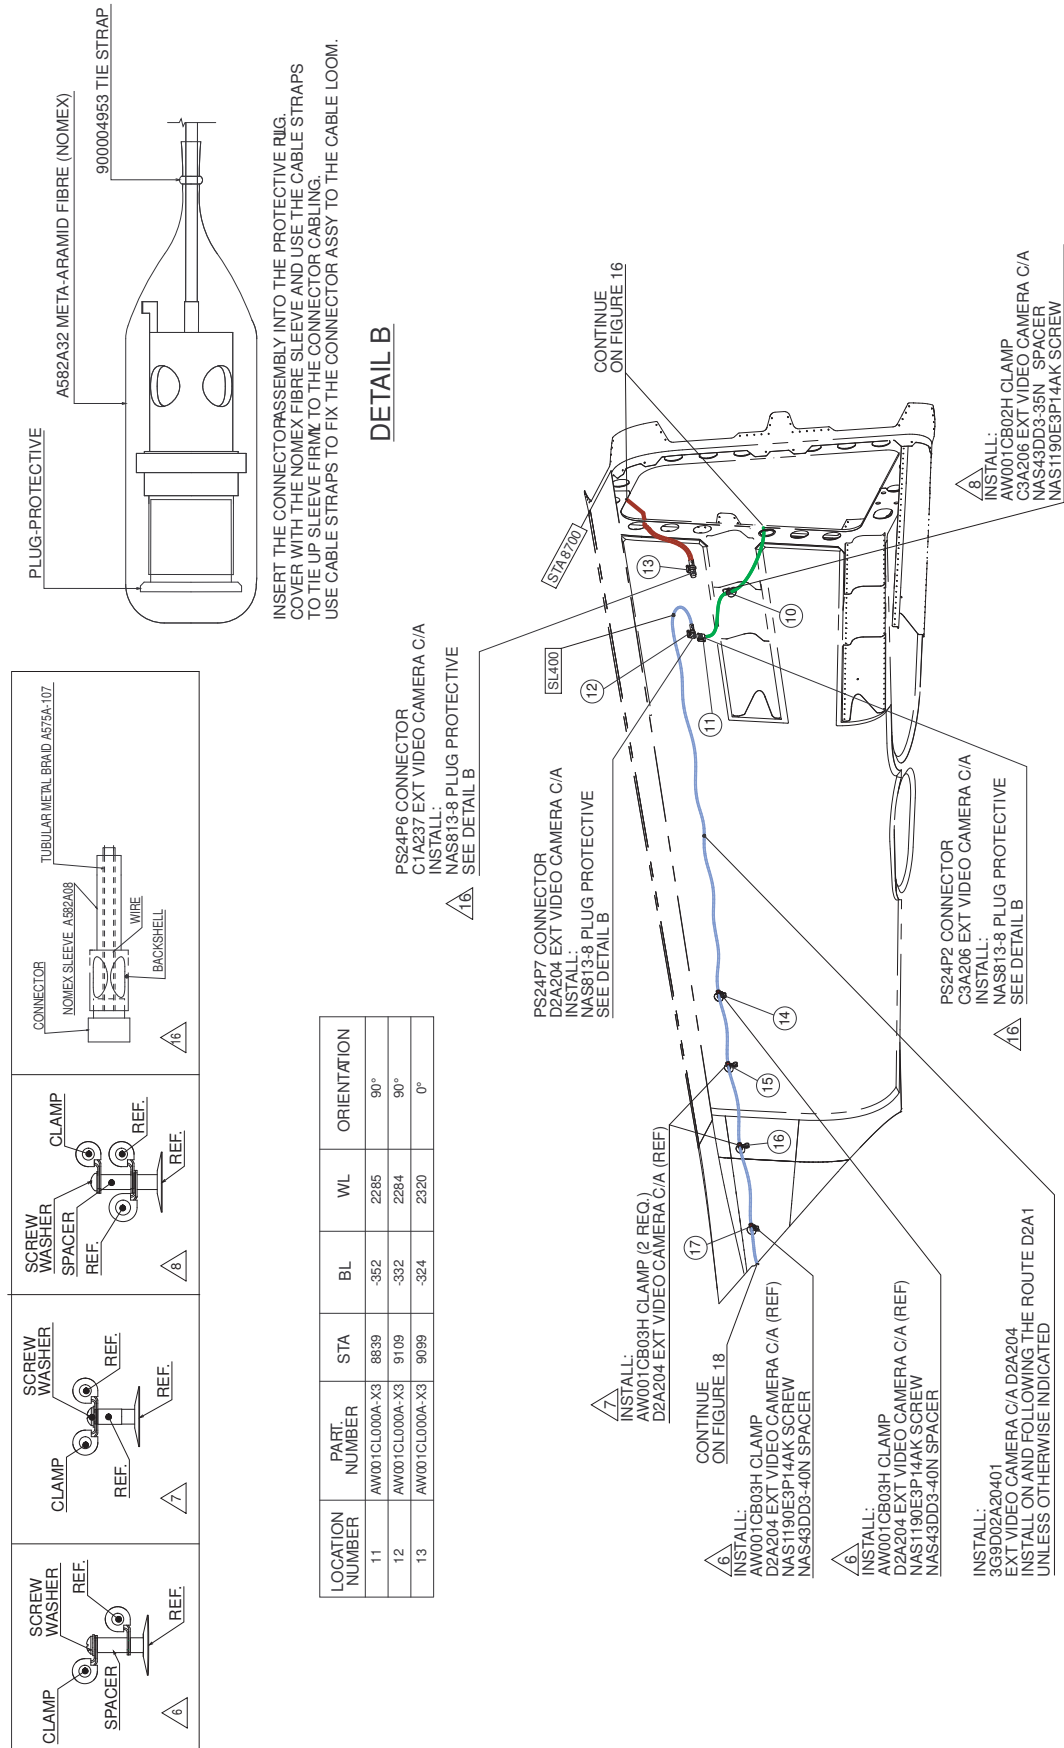 CLAMP
SCREW
WASHER
REF.
SPACER
REF.
6
CLAMP
SCREW
WASHER
REF.
REF.
REF.
7
SCREW
WASHER
SPACER
REF.
CLAMP
REF.
REF.
8
CONNECTOR
NOMEX SLEEVE A582A08
TUBULAR METAL BRAID A575A-107
WIRE
BACKSHELL
16
PLUG-PROTECTIVE
A582A32 META-ARAMID FIBRE (NOMEX)
900004953 TIE STRAP
INSERT THE CONNECTOR ASSEMBLY INTO THE PROTECTIVE PLUG.
COVER WITH THE NOMEX FIBRE SLEEVE AND USE THE CABLE STRAPS
TO TIE UP SLEEVE FIRMLY TO THE CONNECTOR CABLING.
USE CABLE STRAPS TO FIX THE CONNECTOR ASSY TO THE CABLE LOOM.
DETAIL B
LOCATION NUMBER PART. NUMBER STA BL WL ORIENTATION
11 AW001CL000A-X3 8839 -352 2285 90°
12 AW001CL000A-X3 9109 -332 2284 90°
13 AW001CL000A-X3 9099 -324 2320 0°
PS24P6 CONNECTOR
C1A237 EXT VIDEO CAMERA C/A
INSTALL:
NAS813-8 PLUG PROTECTIVE
SEE DETAIL B
16
PS24P7 CONNECTOR
D2A204 EXT VIDEO CAMERA C/A
INSTALL:
NAS813-8 PLUG PROTECTIVE
SEE DETAIL B
SL400
STA 8700
CONTINUE
ON FIGURE 16
13
12
11
10
14
15
16
17
7
INSTALL:
AW001CB03H CLAMP (2 REQ.)
D2A204 EXT VIDEO CAMERA C/A (REF)
CONTINUE
ON FIGURE 18
6
INSTALL:
AW001CB03H CLAMP
D2A204 EXT VIDEO CAMERA C/A (REF)
NAS1190E3P14AK SCREW
NAS43DD3-40N SPACER
6
INSTALL:
AW001CB03H CLAMP
D2A204 EXT VIDEO CAMERA C/A (REF)
NAS1190E3P14AK SCREW
NAS43DD3-40N SPACER
INSTALL:
3G9D02A20401
EXT VIDEO CAMERA C/A D2A204
INSTALL ON AND FOLLOWING THE ROUTE D2A1
UNLESS OTHERWISE INDICATED
PS24P2 CONNECTOR
C3A206 EXT VIDEO CAMERA C/A
INSTALL:
NAS813-8 PLUG PROTECTIVE
SEE DETAIL B
16
8
INSTALL:
AW001CB02H CLAMP
C3A206 EXT VIDEO CAMERA C/A
NAS43DD3-35N SPACER
NAS1190E3P14AK SCREW